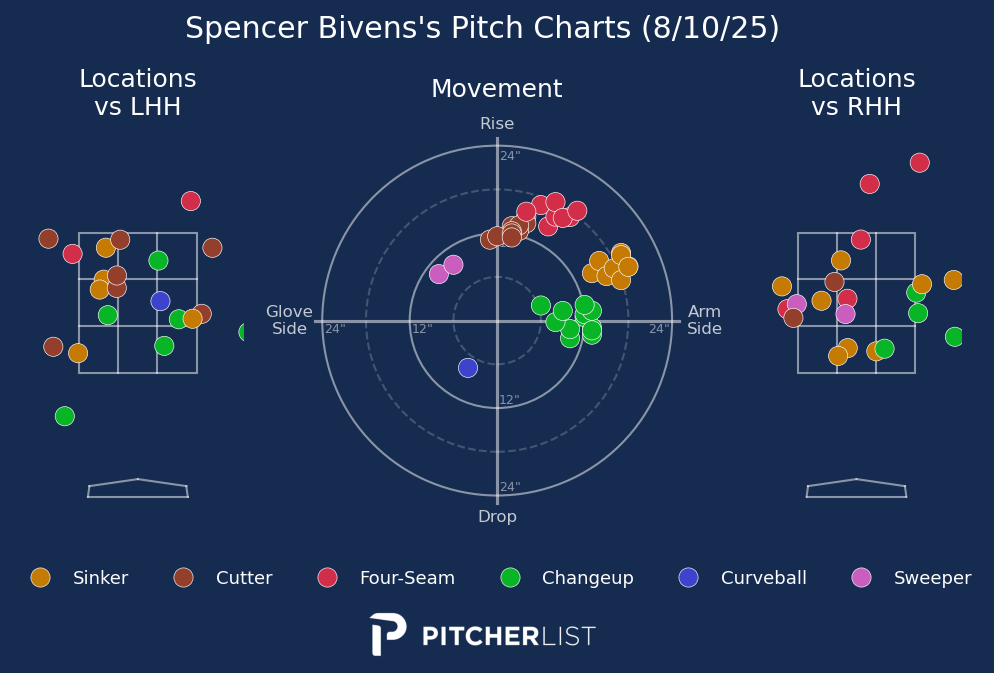 Spencer Bivens's Pitch Charts (8/10/25)
Locations
vs LHH
Movement
Locations
vs RHH
Rise
24"
Glove
Side
24"
12"
24"
Arm
Side
12"
24"
Drop
Sinker
Cutter
Four-Seam
Changeup
Curveball
Sweeper
PITCHERLIST